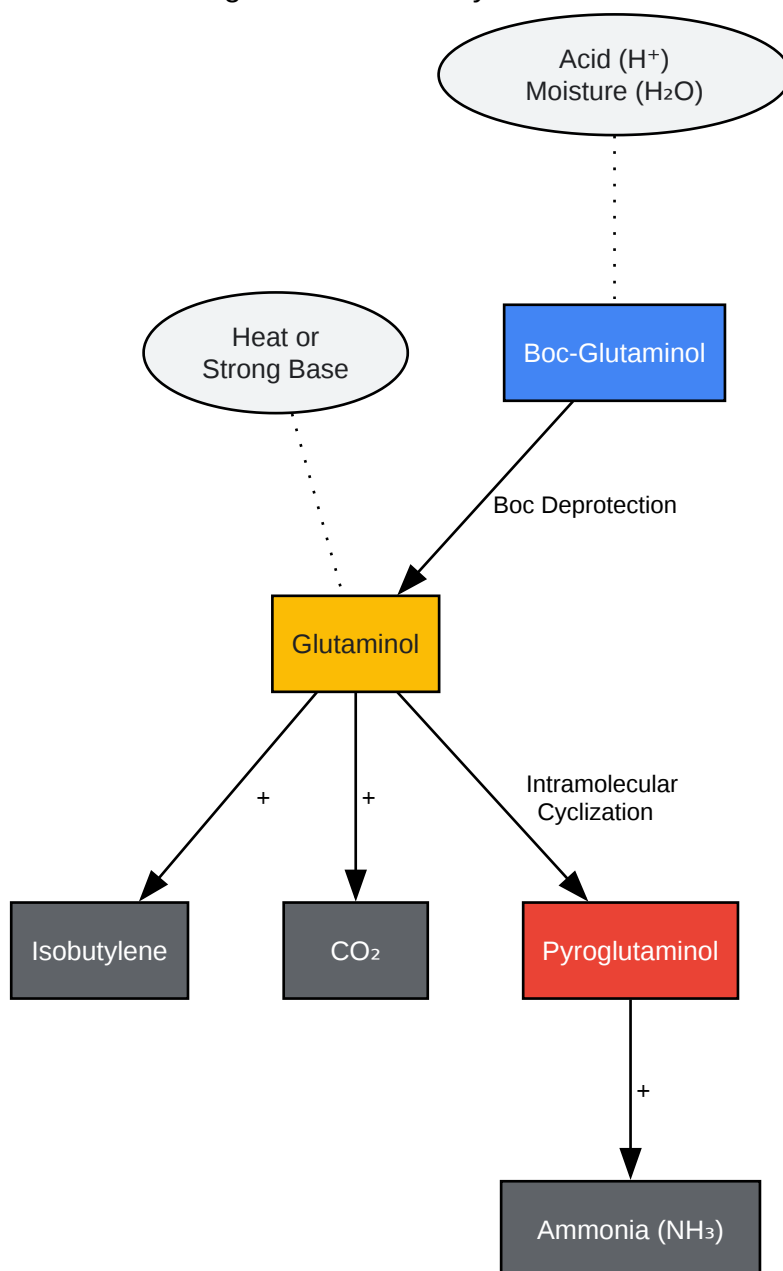 Acid (H⁺)
Moisture (H₂O)
Heat or
Strong Base
Boc-Glutaminol
Boc Deprotection
Glutaminol
+
+
Intramolecular
Cyclization
Isobutylene
CO₂
Pyroglutaminol
+
Ammonia (NH₃)